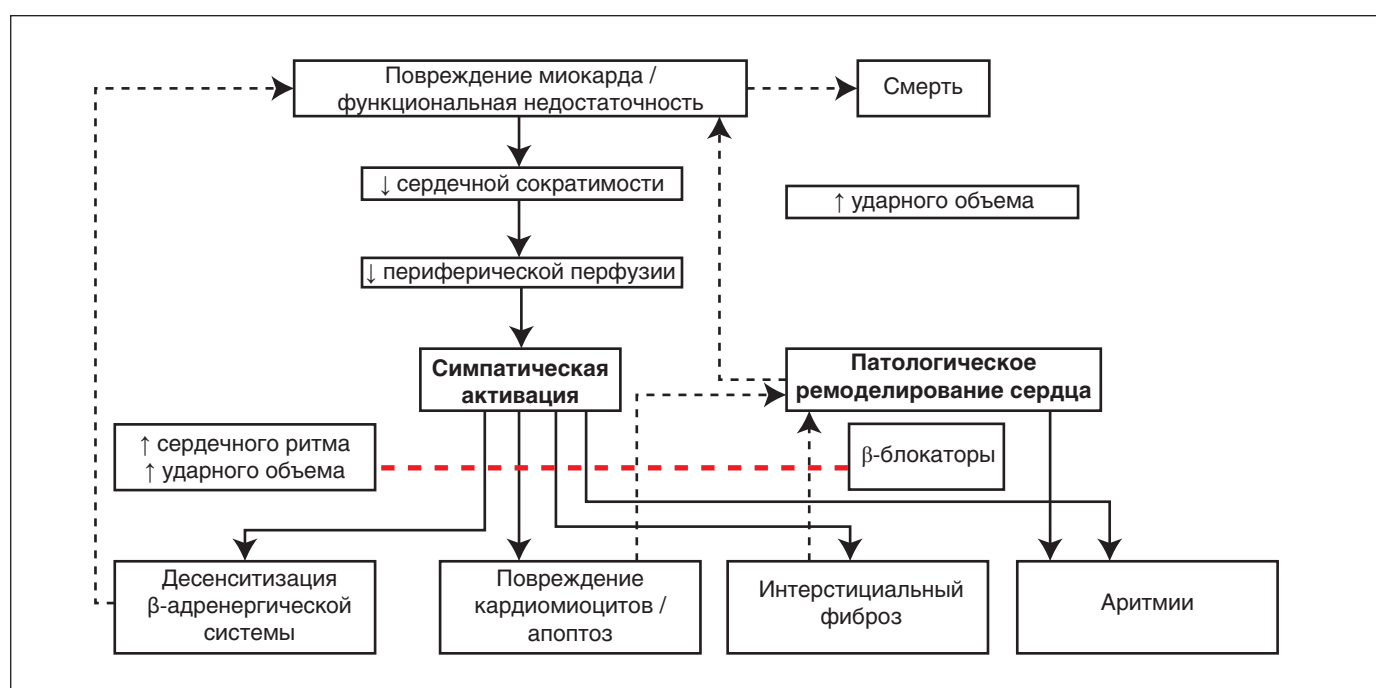 Повреждение миокарда /
функциональная недостаточность
Смерть
↓ сердечной сократимости
↑ ударного объема
↓ периферической перфузии
Симпатическая
активация
Патологическое
ремоделирование сердца
↑ сердечного ритма
↑ ударного объема
β-блокаторы
Десенситизация
β-адренергической
системы
Повреждение
кардиомиоцитов /
апоптоз
Интерстициальный
фиброз
Аритмии